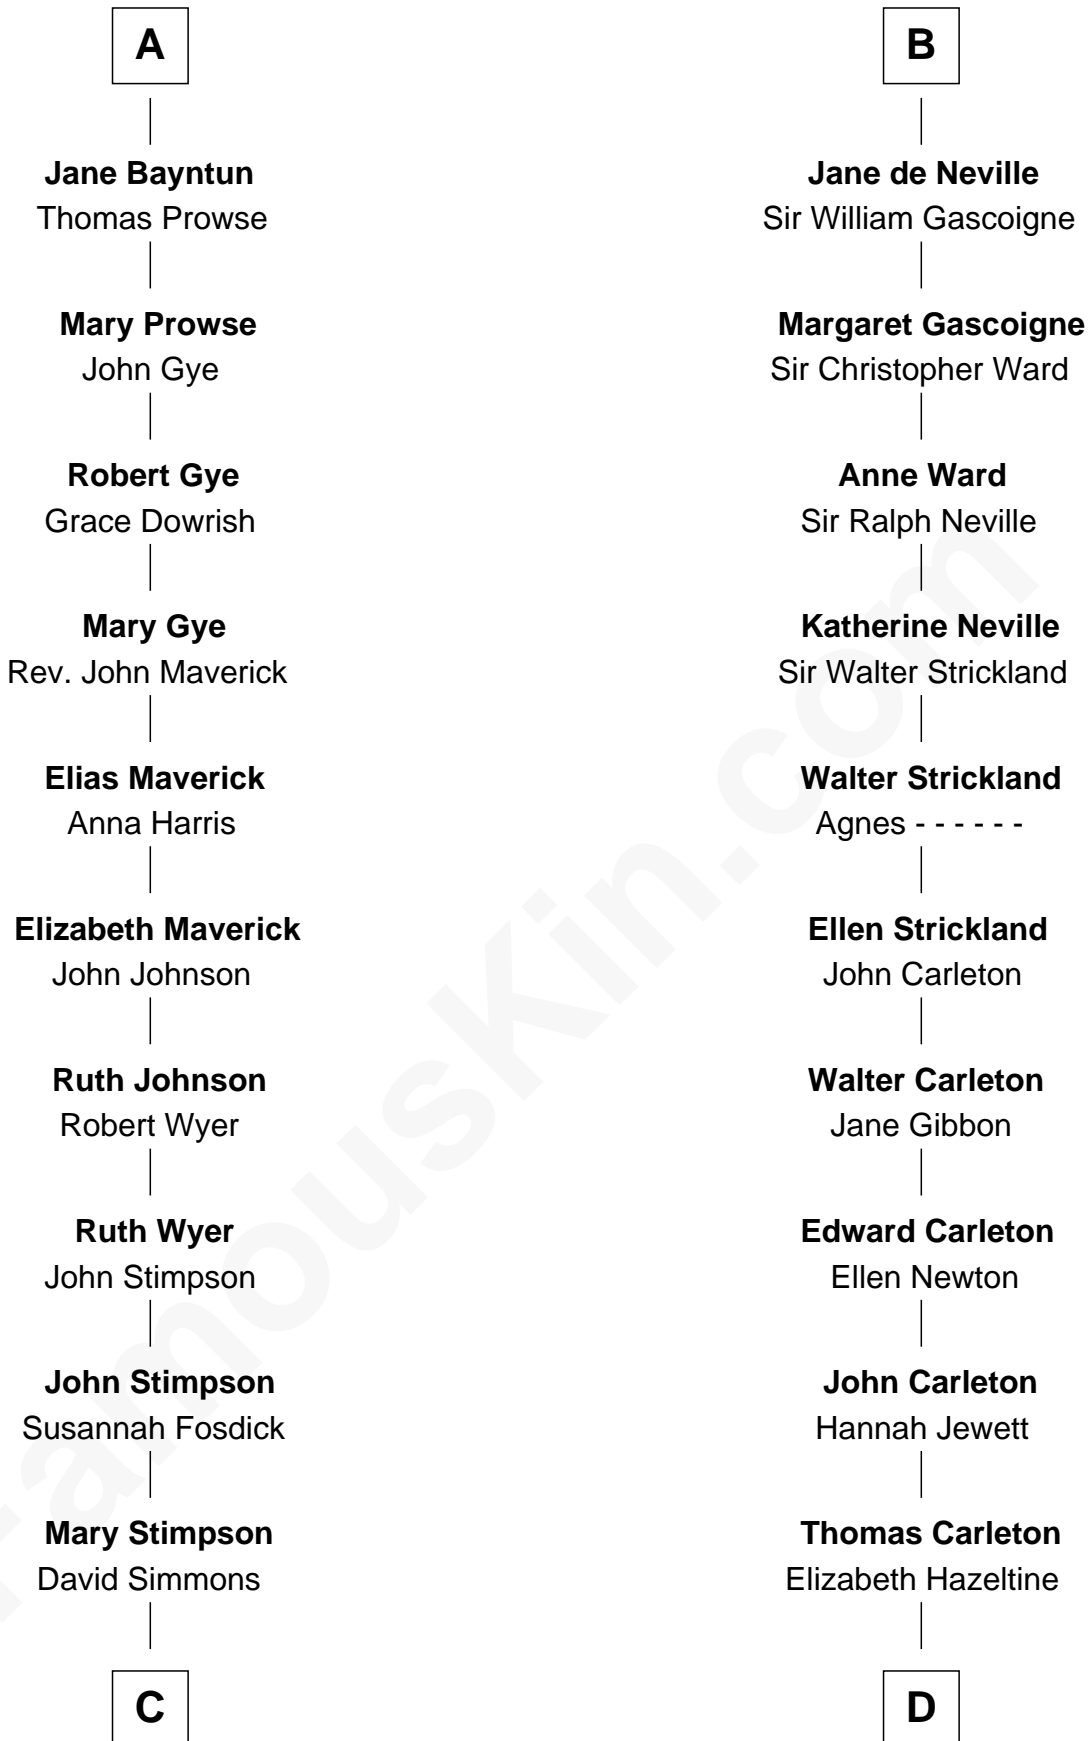 A
Jane Bayntun
Thomas Prowse
Mary Prowse
John Gye
Robert Gye
Grace Dowrish
Mary Gye
Rev. John Maverick
Elias Maverick
Anna Harris
Elizabeth Maverick
John Johnson
Ruth Johnson
Robert Wyer
Ruth Wyer
John Stimpson
John Stimpson
Susannah Fosdick
Mary Stimpson
David Simmons
C
B
Jane de Neville
Sir William Gascoigne
Margaret Gascoigne
Sir Christopher Ward
Anne Ward
Sir Ralph Neville
Katherine Neville
Sir Walter Strickland
Walter Strickland
Agnes - - - - - -
Ellen Strickland
John Carleton
Walter Carleton
Jane Gibbon
Edward Carleton
Ellen Newton
John Carleton
Hannah Jewett
Thomas Carleton
Elizabeth Hazeltine
D
FamousKin.com